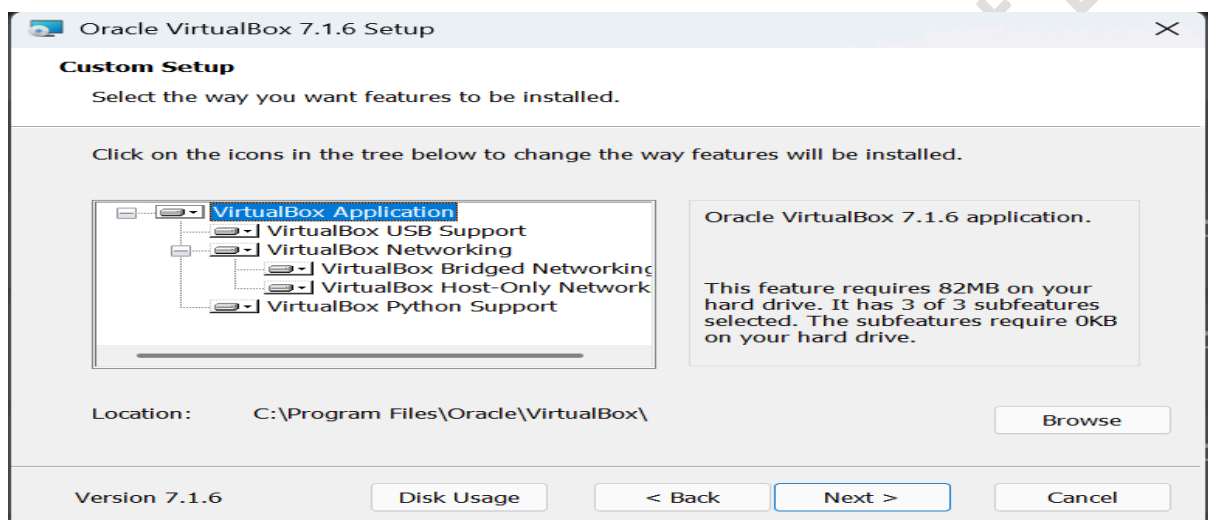 Oracle VirtualBox 7.1.6 Setup
Custom Setup
Select the way you want features to be installed.
Click on the icons in the tree below to change the way features will be installed.
VirtualBox Application
VirtualBox USB Support
VirtualBox Networking
VirtualBox Bridged Networking
VirtualBox Host-Only Network
VirtualBox Python Support
Oracle VirtualBox 7.1.6 application.
This feature requires 82MB on your
hard drive. It has 3 of 3 subfeatures
selected. The subfeatures require 0KB
on your hard drive.
Location: C:\Program Files\Oracle\VirtualBox\
Browse
Version 7.1.6
Disk Usage
< Back
Next >
Cancel